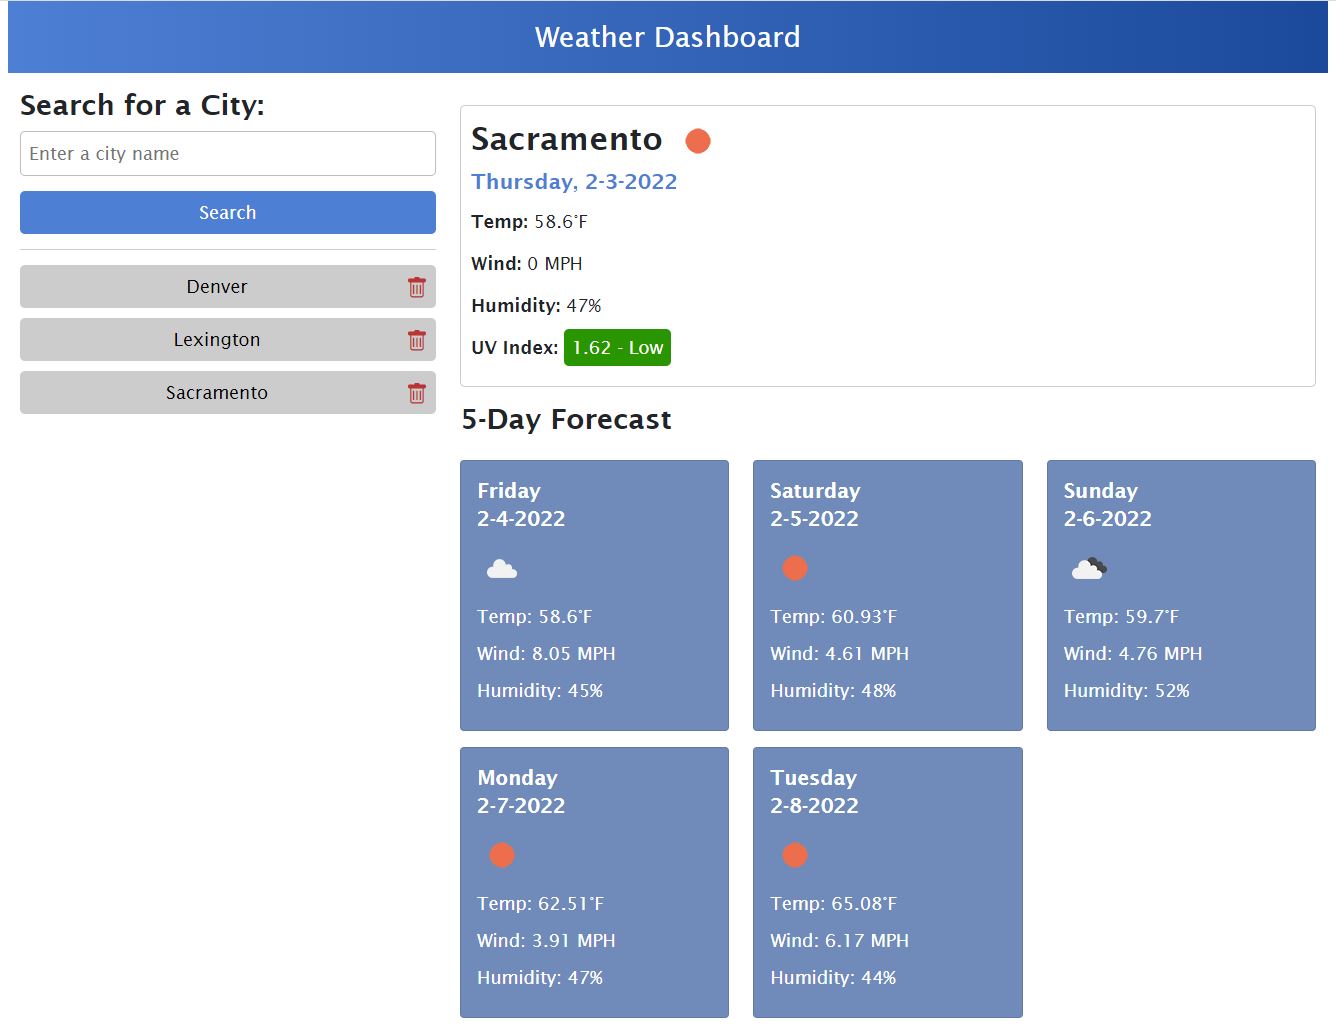 Weather Dashboard
Search for a City:
Enter a city name
Search
Denver
Lexington
Sacramento
Sacramento
Thursday, 2-3-2022
Temp: 58.6°F
Wind: 0 MPH
Humidity: 47%
UV Index: 1.62 - Low
5-Day Forecast
Friday
2-4-2022
Temp: 58.6°F
Wind: 8.05 MPH
Humidity: 45%
Saturday
2-5-2022
Temp: 60.93°F
Wind: 4.61 MPH
Humidity: 48%
Sunday
2-6-2022
Temp: 59.7°F
Wind: 4.76 MPH
Humidity: 52%
Monday
2-7-2022
Temp: 62.51°F
Wind: 3.91 MPH
Humidity: 47%
Tuesday
2-8-2022
Temp: 65.08°F
Wind: 6.17 MPH
Humidity: 44%